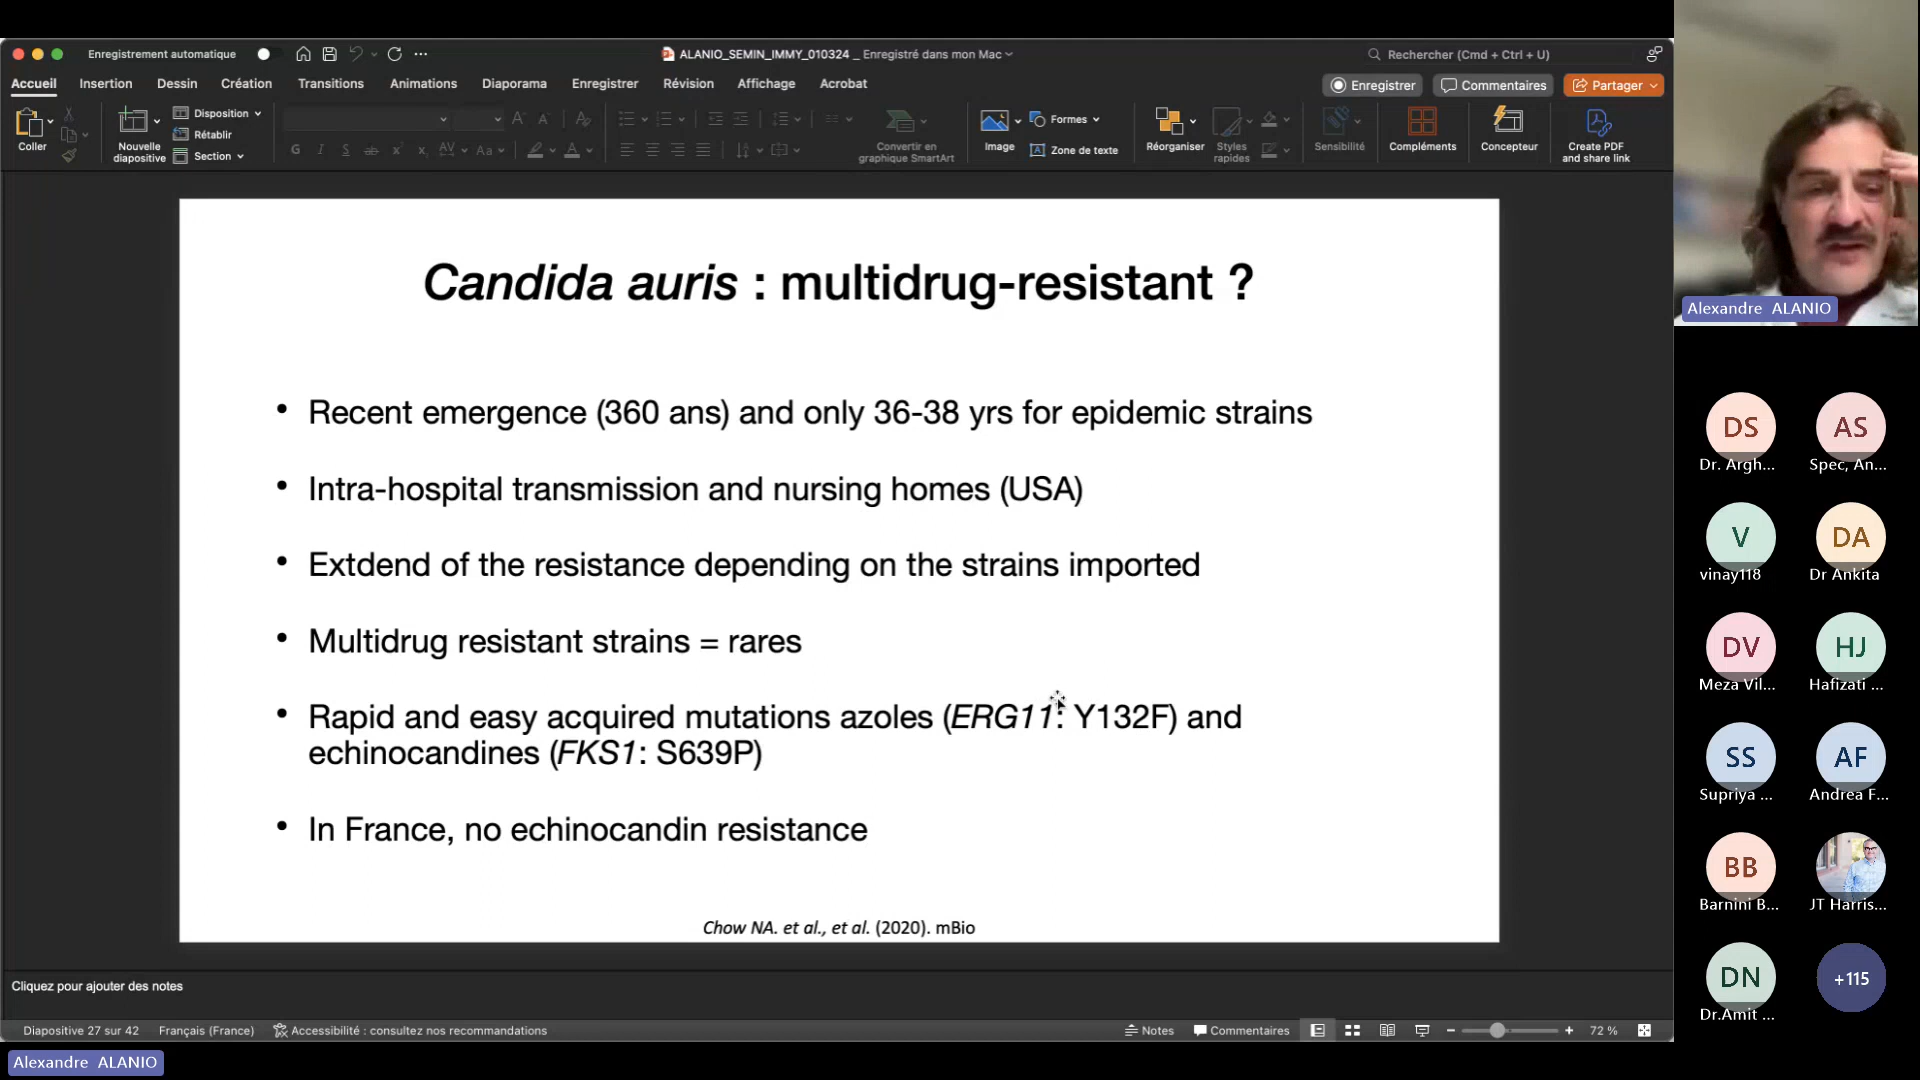 Enregistrement automatique
ALANIO_SEMIN_IMMY_010324 _ Enregistré dans mon Mac
Rechercher (Cmd + Ctrl + U)
Accueil Insertion Dessin Création Transitions Animations Diaporama Enregistrer Révision Affichage Acrobat
Enregistrer Commentaires Partager
Coller
Nouvelle diapositive
Disposition
Rétablir
Section
G I S ab x² x₂ AV Aa A
Convertir en graphique SmartArt
Image
Formes
Zone de texte
Réorganiser
Styles rapides
Sensibilité
Compléments
Concepteur
Create PDF and share link
Candida auris : multidrug-resistant ?
• Recent emergence (360 ans) and only 36-38 yrs for epidemic strains
• Intra-hospital transmission and nursing homes (USA)
• Extdend of the resistance depending on the strains imported
• Multidrug resistant strains = rares
• Rapid and easy acquired mutations azoles (ERG11: Y132F) and
echinocandines (FKS1: S639P)
• In France, no echinocandin resistance
Chow NA. et al., et al. (2020). mBio
Cliquez pour ajouter des notes
Diapositive 27 sur 42 Français (France) Accessibilité : consultez nos recommandations
Notes Commentaires 72 %
Alexandre ALANIO
Alexandre ALANIO
DS AS
Dr. Argh... Spec, An...
V DA
vinay118 Dr Ankita
DV HJ
Meza Vil... Hafizati ...
SS AF
Supriya ... Andrea F...
BB
Barnini B... JT Harris...
DN +115
Dr.Amit ...